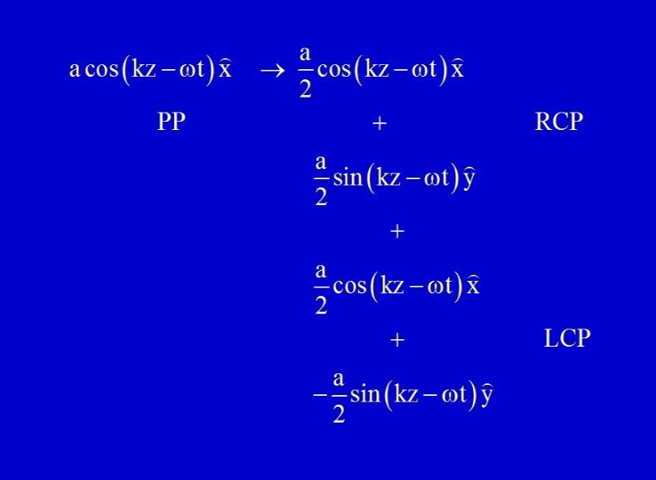 a cos(kz − ωt) x̂ → a/2 cos(kz − ωt) x̂
PP + RCP
a/2 sin(kz − ωt) ŷ
+
a/2 cos(kz − ωt) x̂
+ LCP
− a/2 sin(kz − ωt) ŷ